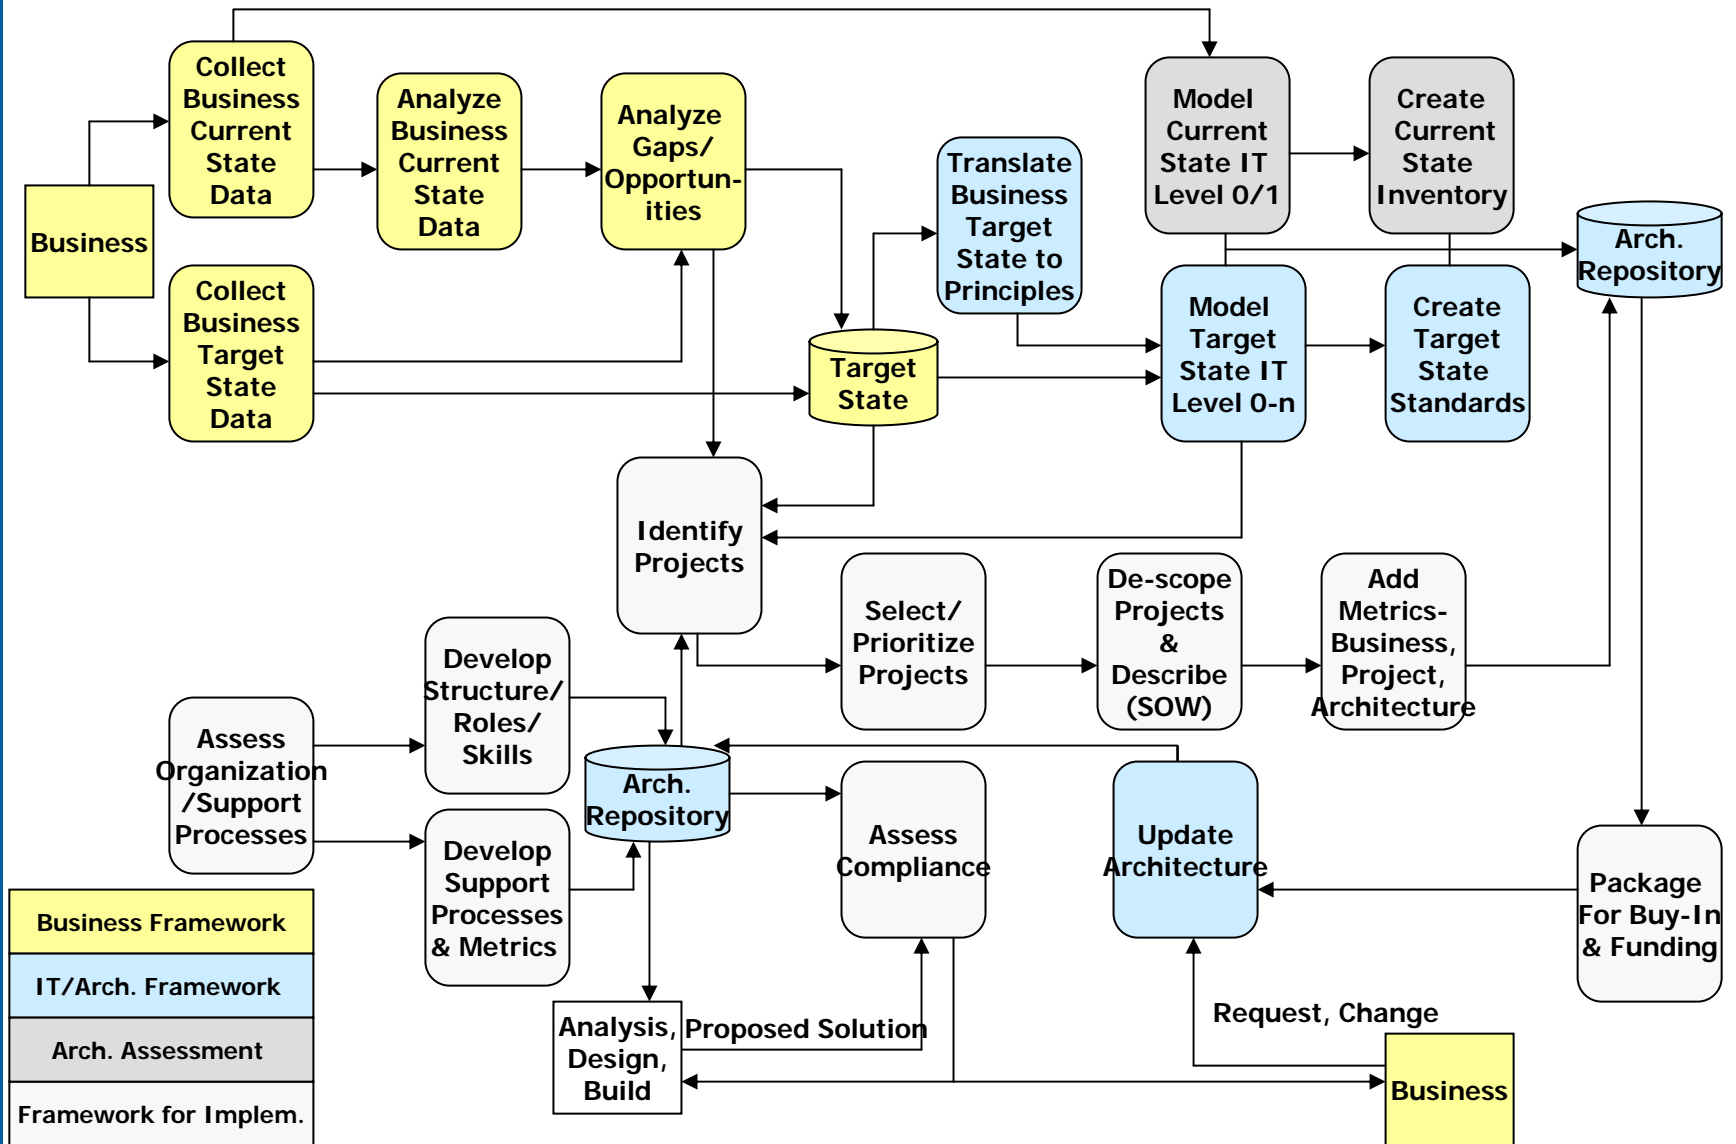 Collect
Business
Current
State
Data
Analyze
Business
Current
State
Data
Analyze
Gaps/
Opportun-
ities
Model
Current
State IT
Level 0/1
Create
Current
State
Inventory
Translate
Business
Target
State to
Principles
Business
Arch.
Repository
Collect
Business
Target
State
Data
Target
State
Model
Target
State IT
Level 0-n
Create
Target
State
Standards
Identify
Projects
Select/
Prioritize
Projects
De-scope
Projects
&
Describe
(SOW)
Add
Metrics-
Business,
Project,
Architecture
Develop
Structure/
Roles/
Skills
Assess
Organization
/Support
Processes
Arch.
Repository
Develop
Support
Processes
& Metrics
Assess
Compliance
Update
Architecture
Package
For Buy-In
& Funding
Business Framework
IT/Arch. Framework
Arch. Assessment
Framework for Implem.
Analysis,
Design,
Build
Proposed Solution
Request, Change
Business